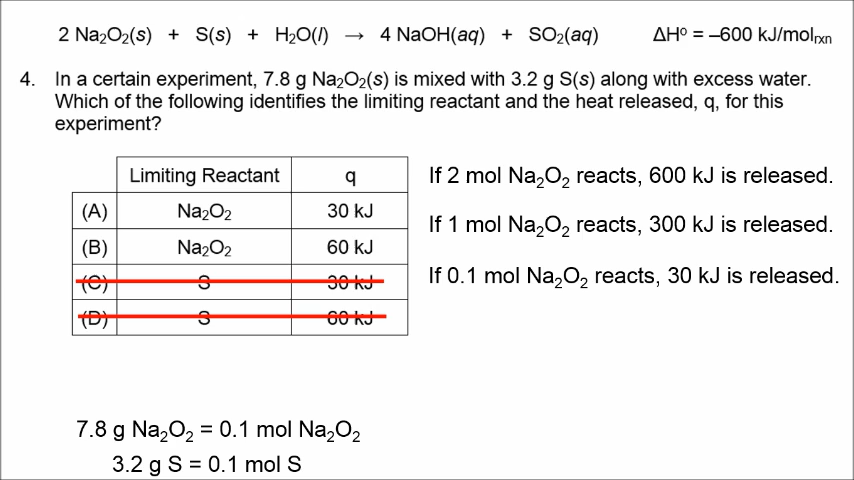 2 Na₂O₂(s) + S(s) + H₂O(l) → 4 NaOH(aq) + SO₂(aq) ΔHº = –600 kJ/molrxn
4. In a certain experiment, 7.8 g Na₂O₂(s) is mixed with 3.2 g S(s) along with excess water.
Which of the following identifies the limiting reactant and the heat released, q, for this
experiment?
Limiting Reactant q
(A) Na₂O₂ 30 kJ
(B) Na₂O₂ 60 kJ
(C) S 30 kJ
(D) S 60 kJ
If 2 mol Na₂O₂ reacts, 600 kJ is released.
If 1 mol Na₂O₂ reacts, 300 kJ is released.
If 0.1 mol Na₂O₂ reacts, 30 kJ is released.
7.8 g Na₂O₂ = 0.1 mol Na₂O₂
3.2 g S = 0.1 mol S